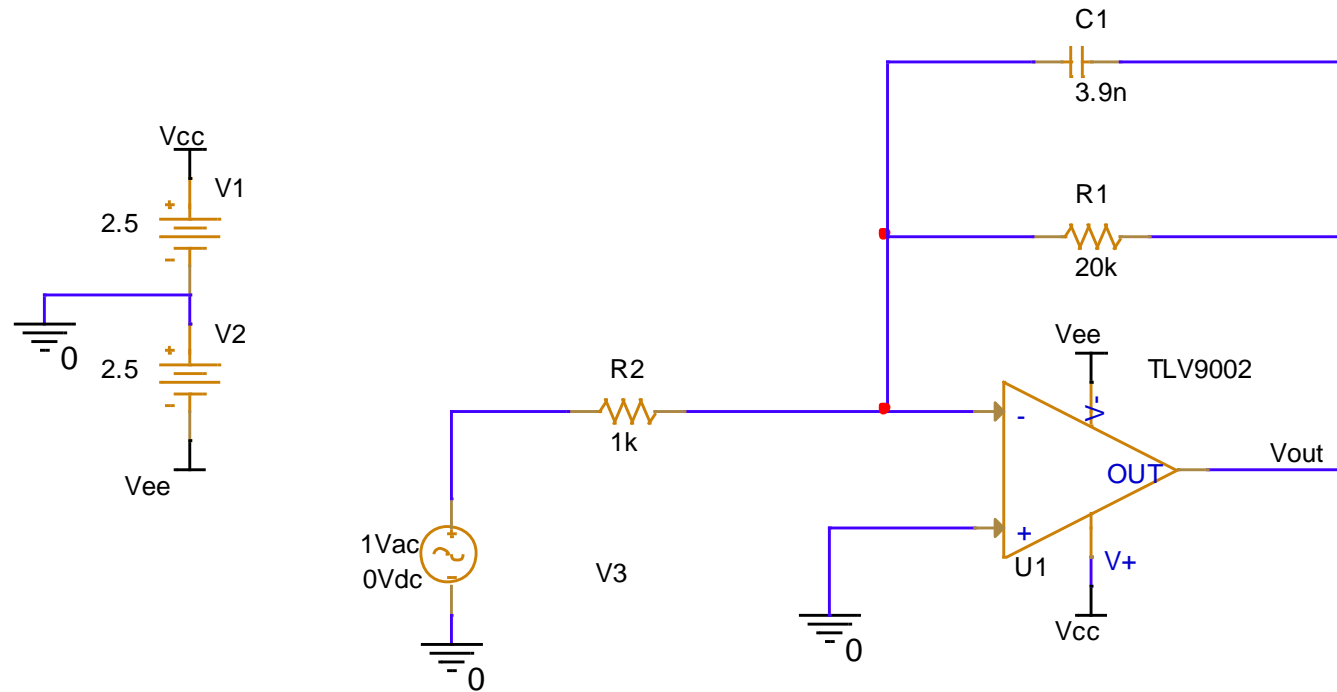 C1
3.9n
Vcc
V1
2.5
+
-
R1
20k
0
V2
2.5
+
-
Vee
Vee
TLV9002
R2
1k
V-
-
OUT
Vout
+
U1
V+
Vcc
1Vac
0Vdc
+
-
V3
0
0